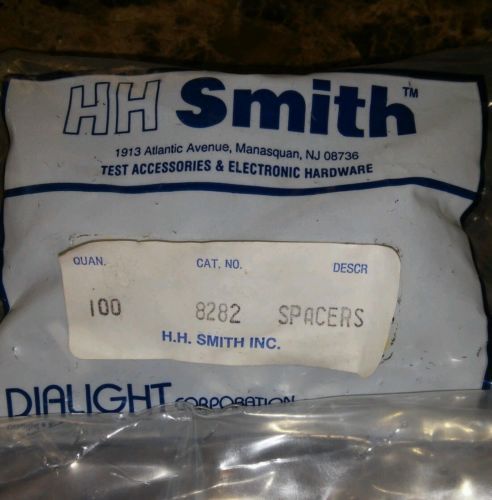 HH Smith™
1913 Atlantic Avenue, Manasquan, NJ 08736
TEST ACCESSORIES & ELECTRONIC HARDWARE
QUAN. CAT. NO. DESCR
100 8282 SPACERS
H.H. SMITH INC.
DIALIGHT CORPORATION